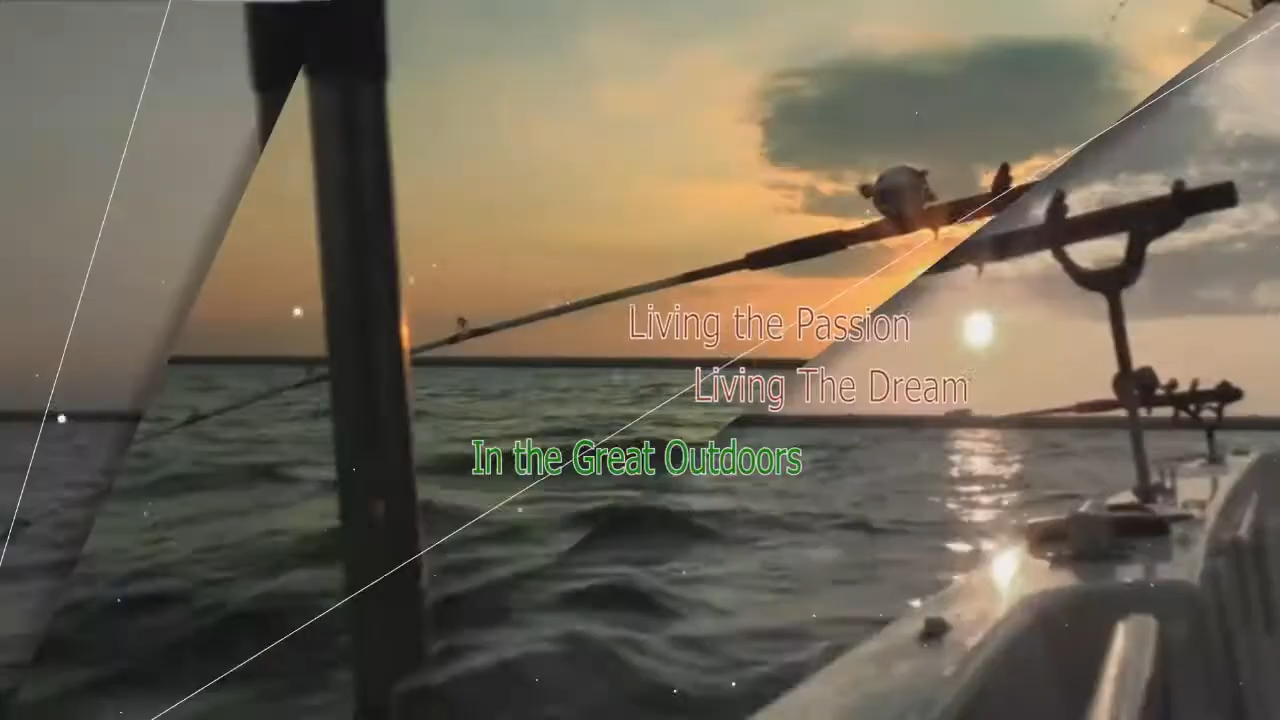 Living the Passion
Living The Dream
In the Great Outdoors